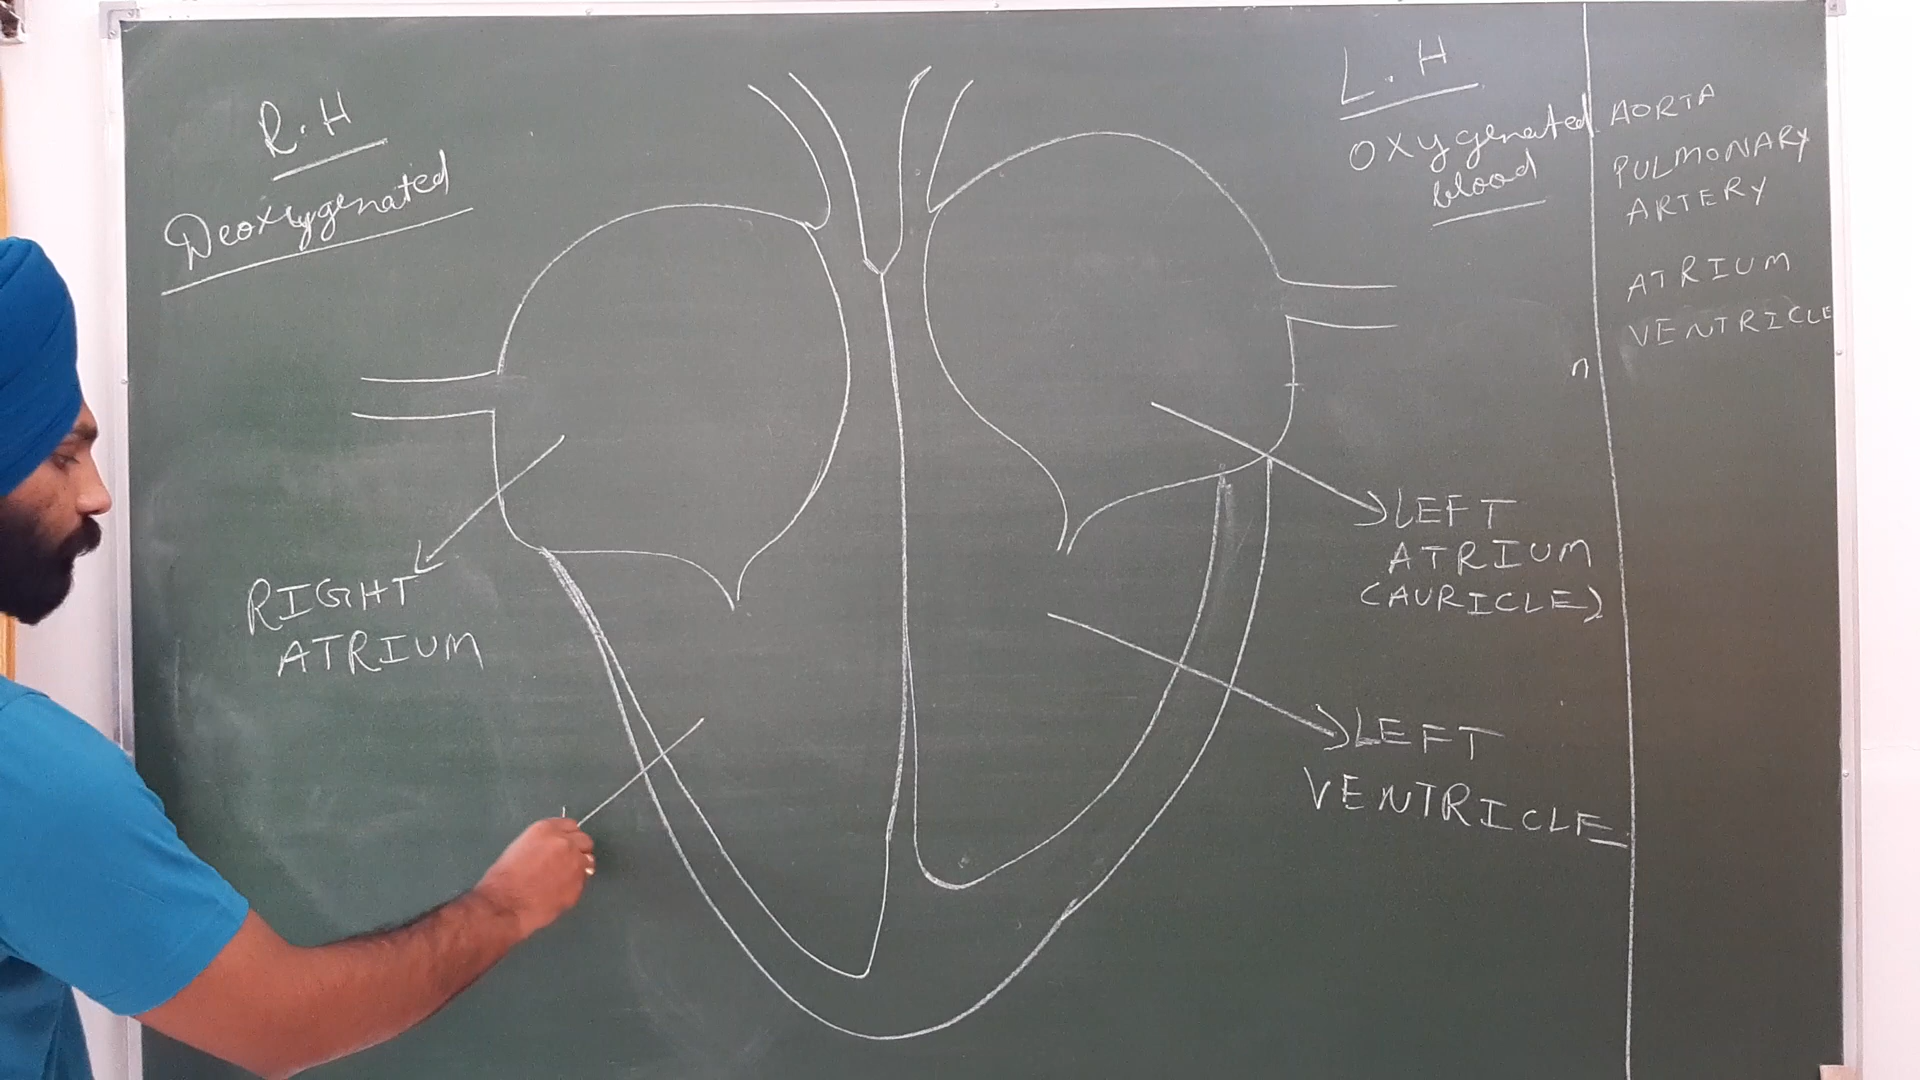 R.H
Deoxygenated
L.H
OXygenated
blood
AORTA
PULMONARY
ARTERY
ATRIUM
VENTRICLE
n
RIGHT
ATRIUM
LEFT
ATRIUM
(AURICLE)
LEFT
VENTRICLE